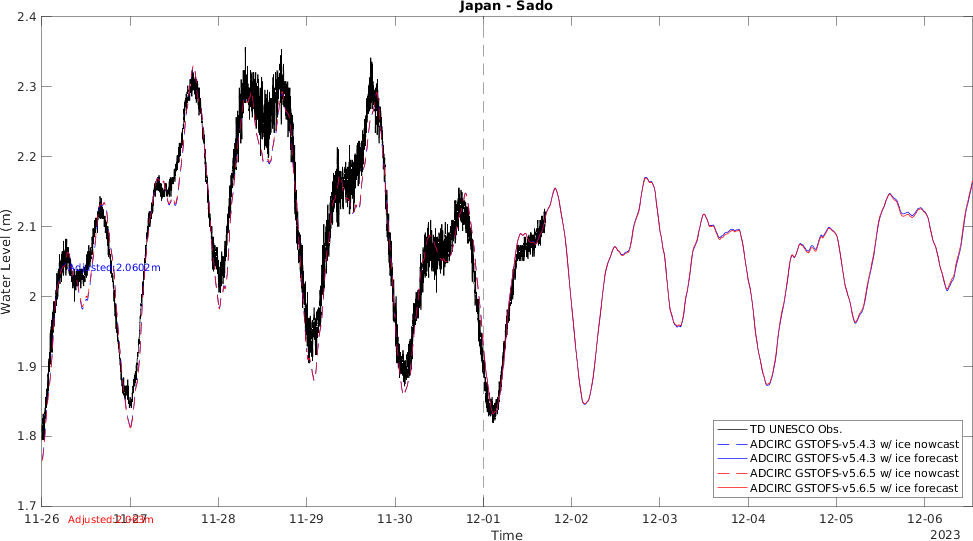 Japan - Sado
2.4
2.3
2.2
2.1
2
1.9
1.8
1.7
Water Level (m)
Adjusted:2.0602m
Adjusted:2.063m
11-26
11-27
11-28
11-29
11-30
12-01
12-02
12-03
12-04
12-05
12-06
Time
2023
TD UNESCO Obs.
ADCIRC GSTOFS-v5.4.3 w/ ice nowcast
ADCIRC GSTOFS-v5.4.3 w/ ice forecast
ADCIRC GSTOFS-v5.6.5 w/ ice nowcast
ADCIRC GSTOFS-v5.6.5 w/ ice forecast